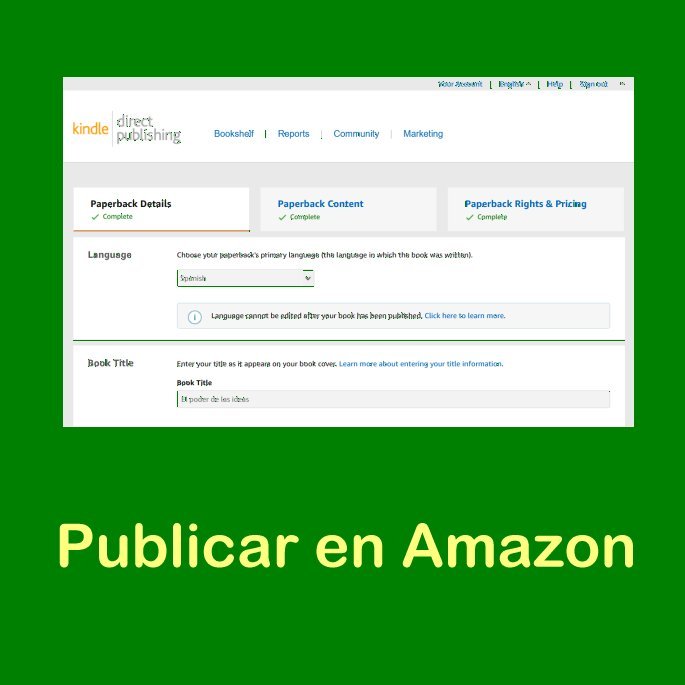 Your Account | English | Help | Sign out
kindle direct publishing
Bookshelf | Reports | Community | Marketing
Paperback Details
Complete
Paperback Content
Complete
Paperback Rights & Pricing
Complete
Language
Choose your paperback's primary language (the language in which the book was written).
Spanish
Language cannot be edited after your book has been published. Click here to learn more.
Book Title
Enter your title as it appears on your book cover. Learn more about entering your title information.
Book Title
El poder de las ideas
Publicar en Amazon